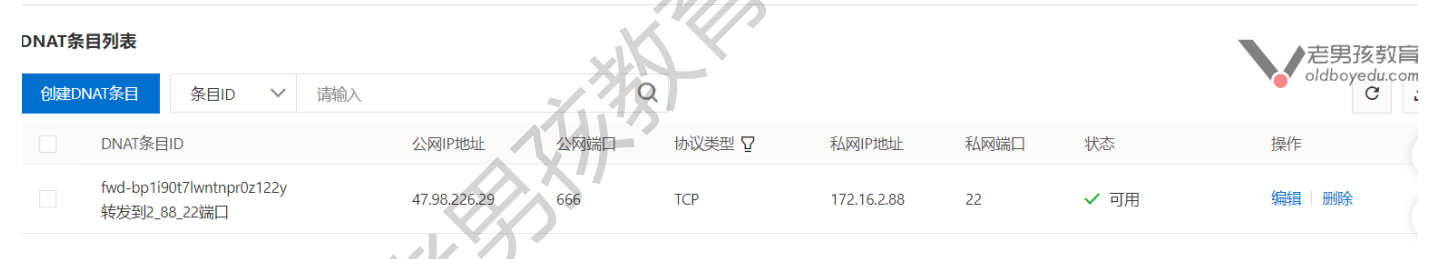 DNAT条目列表
老男孩教育
oldboyedu.com
创建DNAT条目 条目ID 请输入
DNAT条目ID 公网IP地址 公网端口 协议类型 私网IP地址 私网端口 状态 操作
fwd-bp1i90t7lwntnpr0z122y
转发到2_88_22端口
47.98.226.29 666 TCP 172.16.2.88 22 可用 编辑 删除
老男孩教育